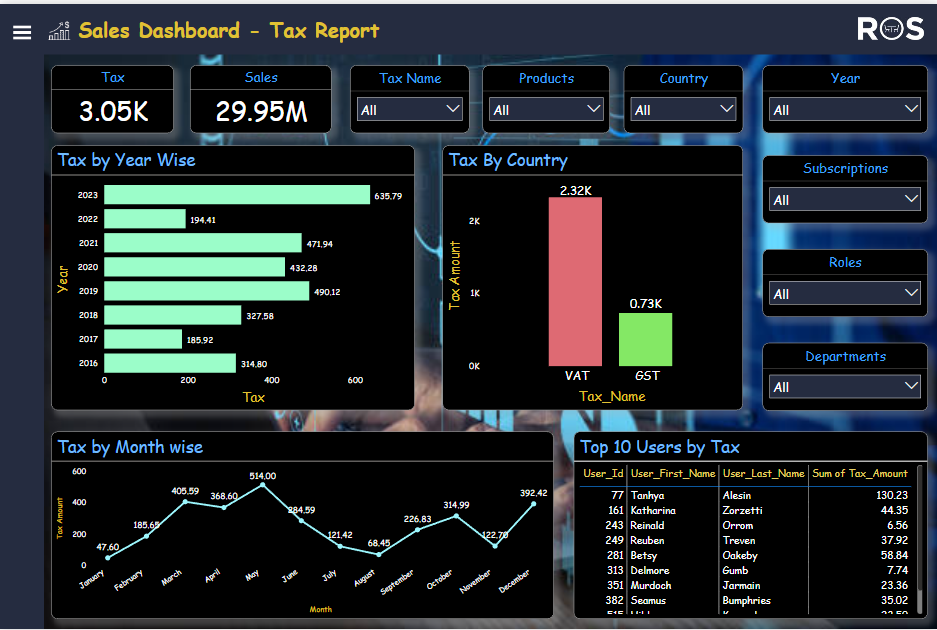 Sales Dashboard - Tax Report
ROS
Tax
3.05K
Sales
29.95M
Tax Name
All
Products
All
Country
All
Year
All
Subscriptions
All
Roles
All
Departments
All
Tax by Year Wise
Year
2023 635.79
2022 194.41
2021 471.94
2020 432.28
2019 490.12
2018 327.58
2017 185.92
2016 314.80
0 200 400 600
Tax
Tax By Country
Tax Amount
2K
1K
0K
2.32K
0.73K
VAT GST
Tax_Name
Tax by Month wise
Tax Amount
600
400
200
0
47.60 185.65 405.59 368.60 514.00 284.59 121.42 68.45 226.83 314.99 122.70 392.42
January February March April May June July August September October November December
Month
Top 10 Users by Tax
User_Id User_First_Name User_Last_Name Sum of Tax_Amount
77 Tanhya Alesin 130.23
161 Katharina Zorzetti 44.35
243 Reinald Orrom 6.56
249 Reuben Treven 37.92
281 Betsy Oakeby 58.84
313 Delmore Gumb 7.74
351 Murdoch Jarmain 23.36
382 Seamus Bumphries 35.02